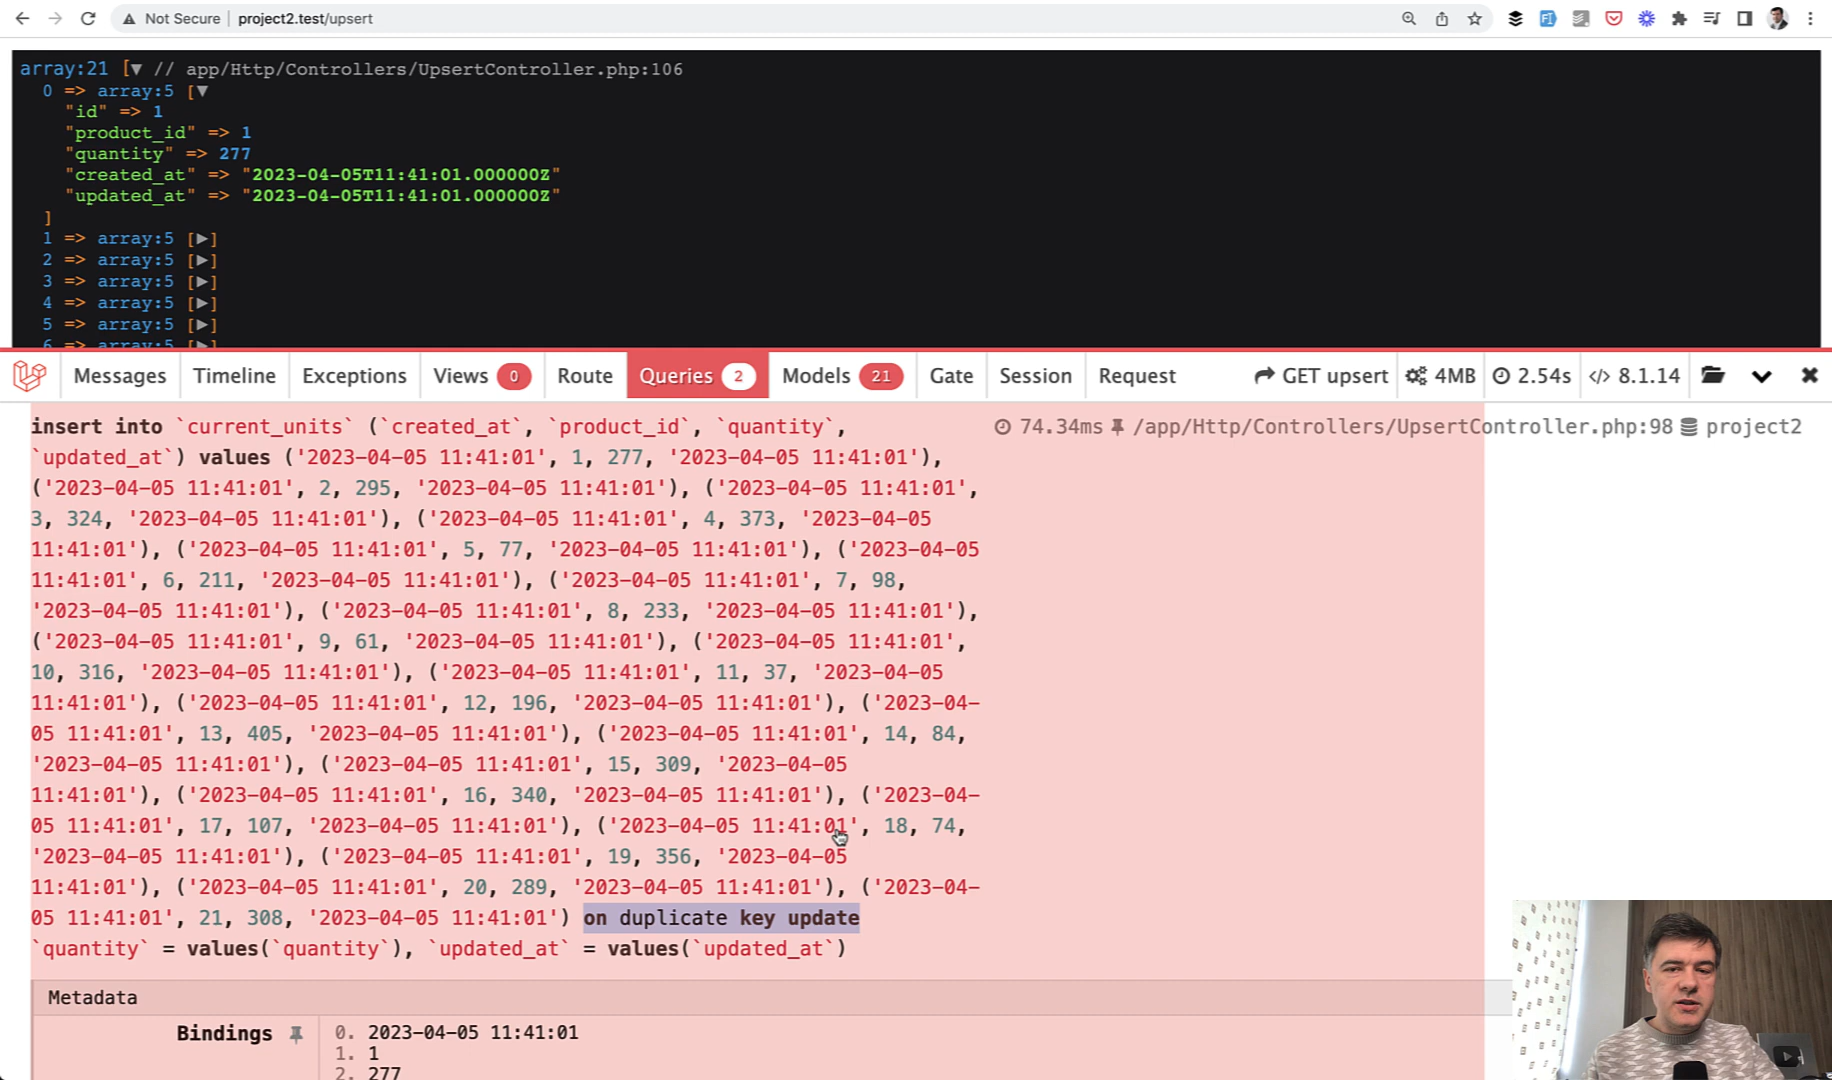 Not Secure project2.test/upsert
array:21 [▼ // app/Http/Controllers/UpsertController.php:106
0 => array:5 [▼
"id" => 1
"product_id" => 1
"quantity" => 277
"created_at" => "2023-04-05T11:41:01.000000Z"
"updated_at" => "2023-04-05T11:41:01.000000Z"
]
1 => array:5 [▶]
2 => array:5 [▶]
3 => array:5 [▶]
4 => array:5 [▶]
5 => array:5 [▶]
6 => array:5 [▶]
Messages Timeline Exceptions Views 0 Route Queries 2 Models 21 Gate Session Request GET upsert 4MB 2.54s </> 8.1.14
insert into `current_units` (`created_at`, `product_id`, `quantity`, 74.34ms /app/Http/Controllers/UpsertController.php:98 project2
`updated_at`) values ('2023-04-05 11:41:01', 1, 277, '2023-04-05 11:41:01'),
('2023-04-05 11:41:01', 2, 295, '2023-04-05 11:41:01'), ('2023-04-05 11:41:01',
3, 324, '2023-04-05 11:41:01'), ('2023-04-05 11:41:01', 4, 373, '2023-04-05
11:41:01'), ('2023-04-05 11:41:01', 5, 77, '2023-04-05 11:41:01'), ('2023-04-05
11:41:01', 6, 211, '2023-04-05 11:41:01'), ('2023-04-05 11:41:01', 7, 98,
'2023-04-05 11:41:01'), ('2023-04-05 11:41:01', 8, 233, '2023-04-05 11:41:01'),
('2023-04-05 11:41:01', 9, 61, '2023-04-05 11:41:01'), ('2023-04-05 11:41:01',
10, 316, '2023-04-05 11:41:01'), ('2023-04-05 11:41:01', 11, 37, '2023-04-05
11:41:01'), ('2023-04-05 11:41:01', 12, 196, '2023-04-05 11:41:01'), ('2023-04-
05 11:41:01', 13, 405, '2023-04-05 11:41:01'), ('2023-04-05 11:41:01', 14, 84,
'2023-04-05 11:41:01'), ('2023-04-05 11:41:01', 15, 309, '2023-04-05
11:41:01'), ('2023-04-05 11:41:01', 16, 340, '2023-04-05 11:41:01'), ('2023-04-
05 11:41:01', 17, 107, '2023-04-05 11:41:01'), ('2023-04-05 11:41:01', 18, 74,
'2023-04-05 11:41:01'), ('2023-04-05 11:41:01', 19, 356, '2023-04-05
11:41:01'), ('2023-04-05 11:41:01', 20, 289, '2023-04-05 11:41:01'), ('2023-04-
05 11:41:01', 21, 308, '2023-04-05 11:41:01') on duplicate key update
`quantity` = values(`quantity`), `updated_at` = values(`updated_at`)
Metadata
Bindings 0. 2023-04-05 11:41:01
1. 1
2. 277